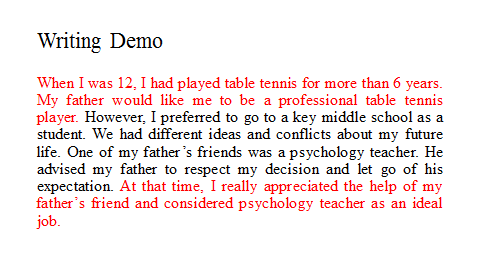 Writing Demo
When I was 12, I had played table tennis for more than 6 years.
My father would like me to be a professional table tennis
player. However, I preferred to go to a key middle school as a
student. We had different ideas and conflicts about my future
life. One of my father’s friends was a psychology teacher. He
advised my father to respect my decision and let go of his
expectation. At that time, I really appreciated the help of my
father’s friend and considered psychology teacher as an ideal
job.